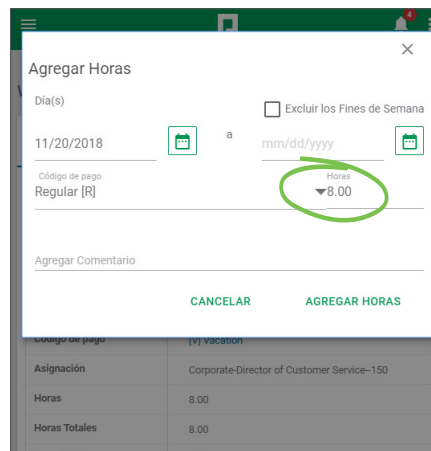 4
Agregar Horas
Día(s)
Excluir los Fines de Semana
11/20/2018
a
mm/dd/yyyy
Código de pago
Horas
Regular [R]
8.00
Agregar Comentario
CANCELAR
AGREGAR HORAS
Código de pago
[V] Vacation
Asignación
Corporate-Director of Customer Service--150
Horas
8.00
Horas Totales
8.00